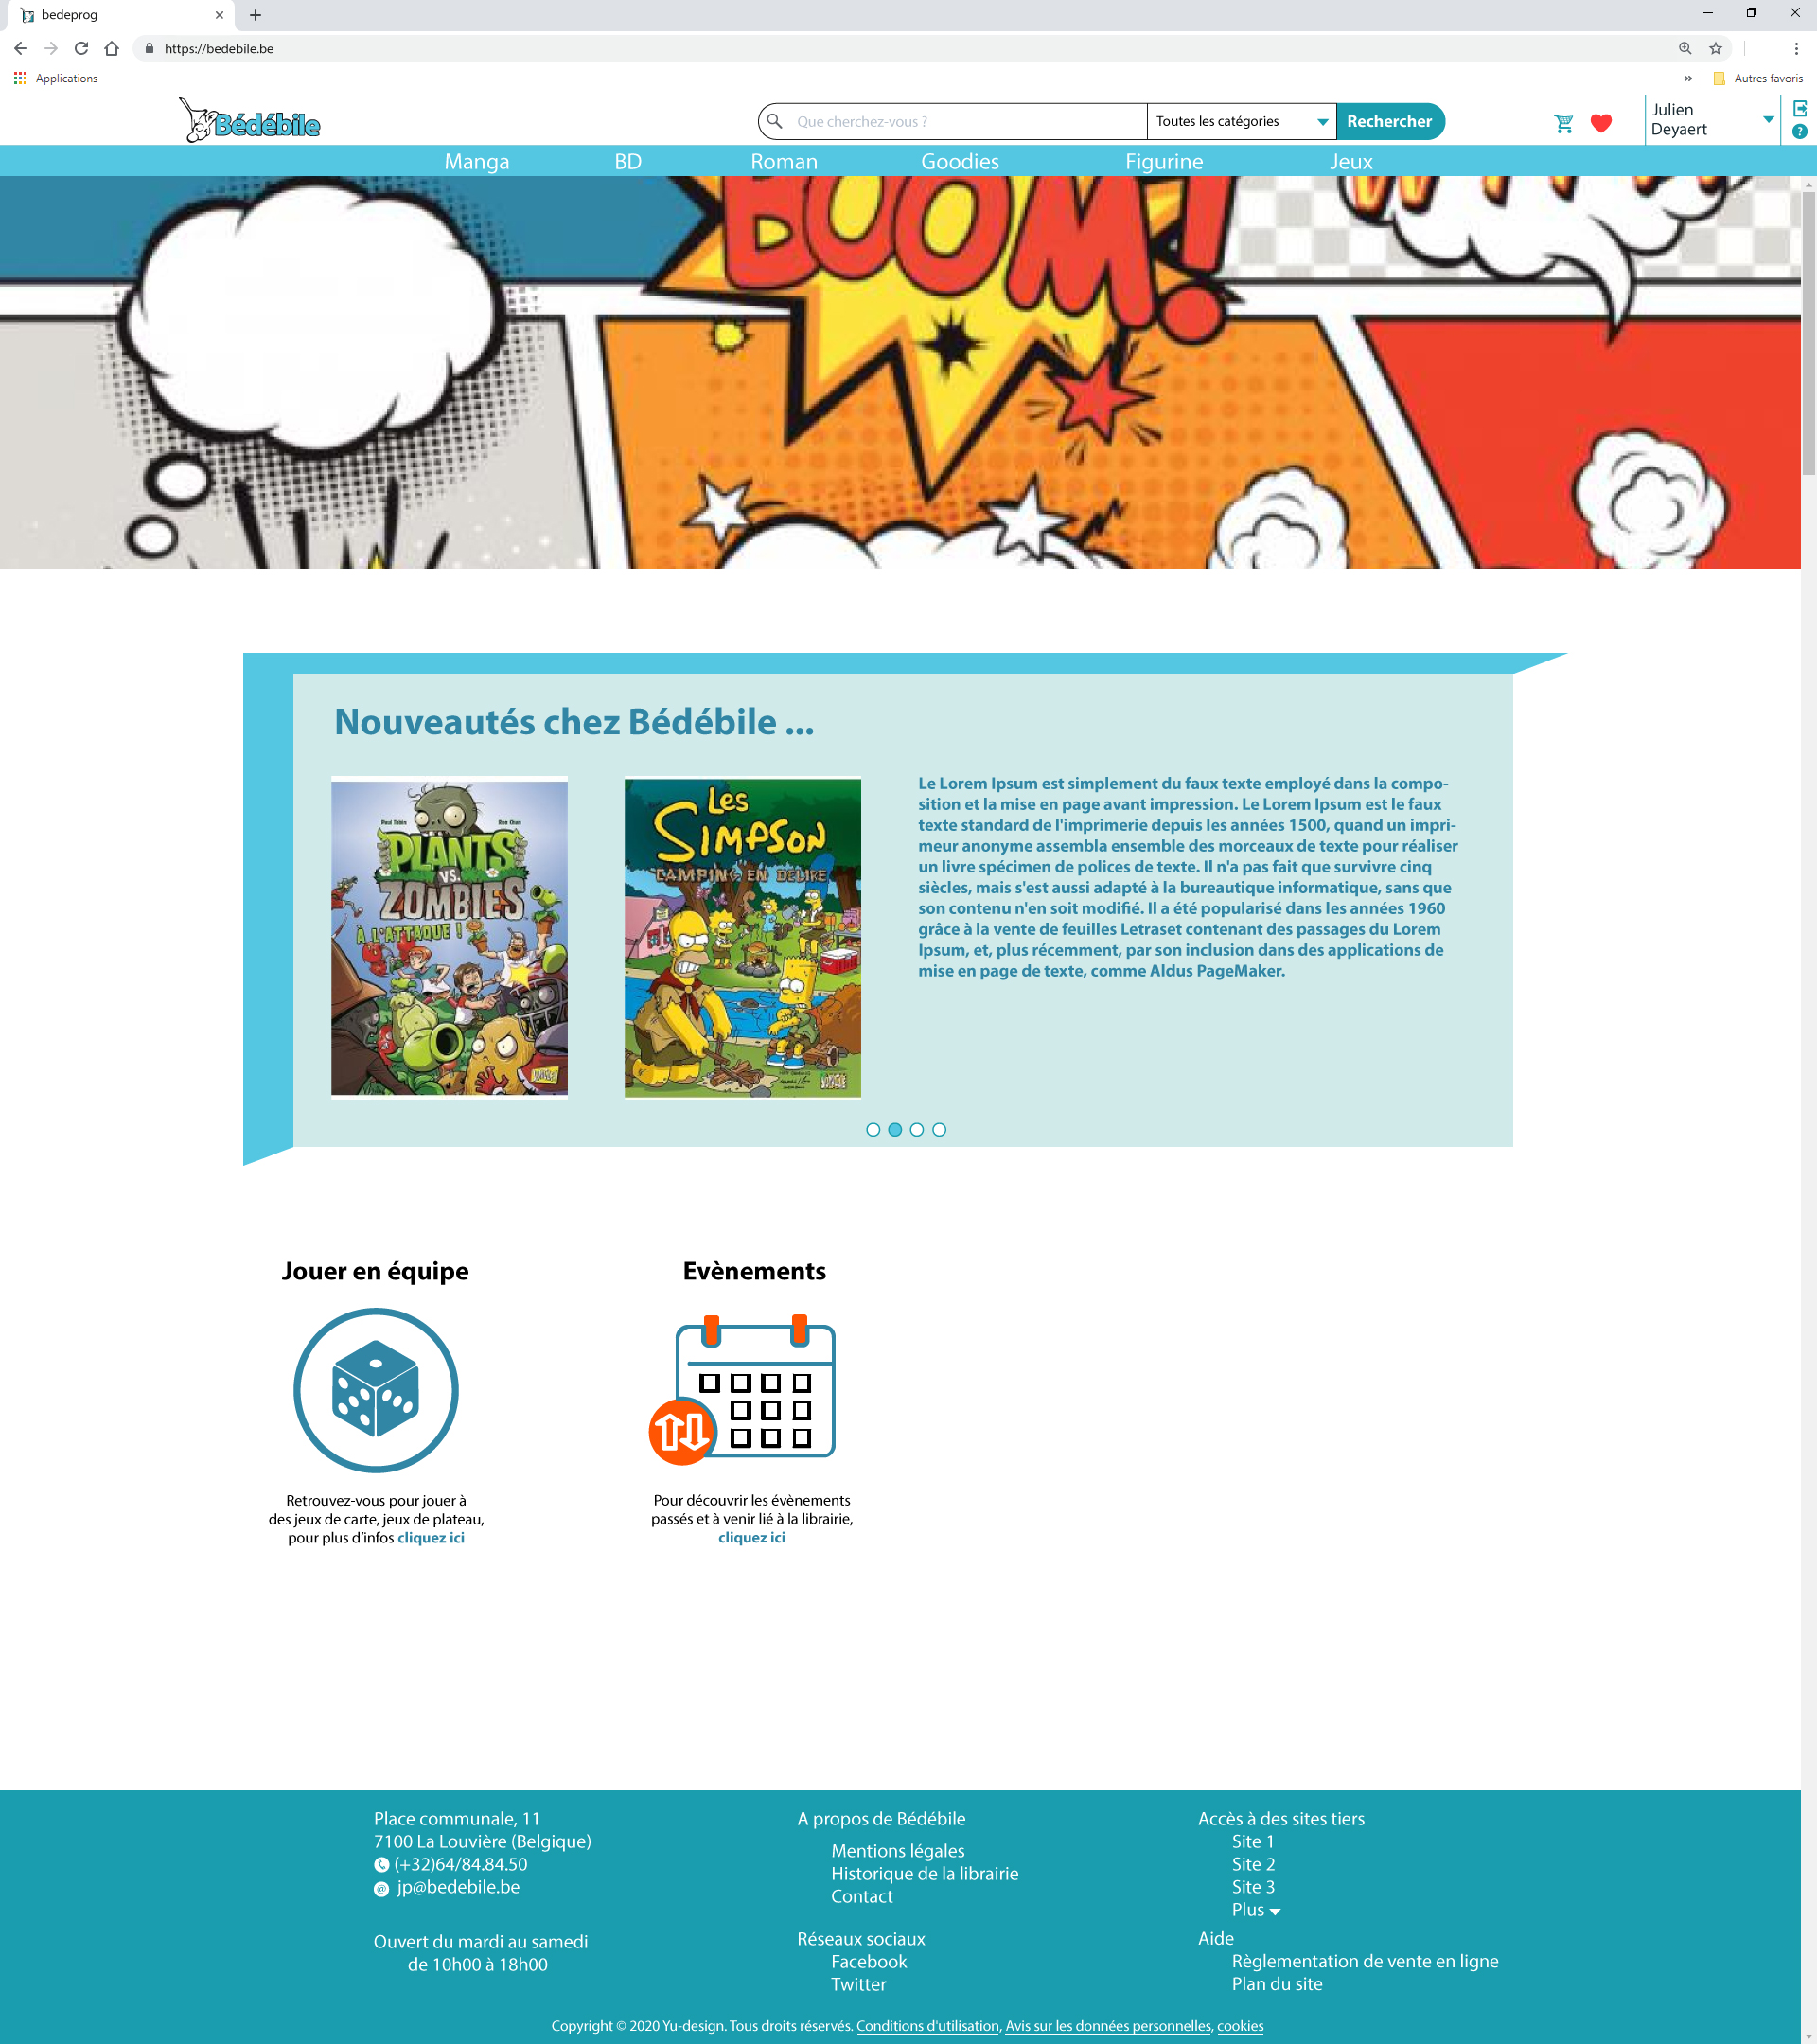 bedeprog
https://bedebile.be
Applications
»
Autres favoris
Bédébile
Que cherchez-vous ?
Toutes les catégories
Rechercher
Julien
Deyaert
Manga
BD
Roman
Goodies
Figurine
Jeux
BOOM!
Nouveautés chez Bédébile ...
Paul Tobin
Ron Chan
PLANTS
VS.
ZOMBIES
À L'ATTAQUE !
Les
SIMPSON
CAMPING EN DÉLIRE
Le Lorem Ipsum est simplement du faux texte employé dans la compo-
sition et la mise en page avant impression. Le Lorem Ipsum est le faux
texte standard de l'imprimerie depuis les années 1500, quand un impri-
meur anonyme assembla ensemble des morceaux de texte pour réaliser
un livre spécimen de polices de texte. Il n'a pas fait que survivre cinq
siècles, mais s'est aussi adapté à la bureautique informatique, sans que
son contenu n'en soit modifié. Il a été popularisé dans les années 1960
grâce à la vente de feuilles Letraset contenant des passages du Lorem
Ipsum, et, plus récemment, par son inclusion dans des applications de
mise en page de texte, comme Aldus PageMaker.
Jouer en équipe
Retrouvez-vous pour jouer à
des jeux de carte, jeux de plateau,
pour plus d'infos cliquez ici
Evènements
Pour découvrir les évènements
passés et à venir lié à la librairie,
cliquez ici
Place communale, 11
7100 La Louvière (Belgique)
(+32)64/84.84.50
jp@bedebile.be
Ouvert du mardi au samedi
de 10h00 à 18h00
A propos de Bédébile
Mentions légales
Historique de la librairie
Contact
Réseaux sociaux
Facebook
Twitter
Accès à des sites tiers
Site 1
Site 2
Site 3
Plus
Aide
Règlementation de vente en ligne
Plan du site
Copyright © 2020 Yu-design. Tous droits réservés. Conditions d'utilisation, Avis sur les données personnelles, cookies